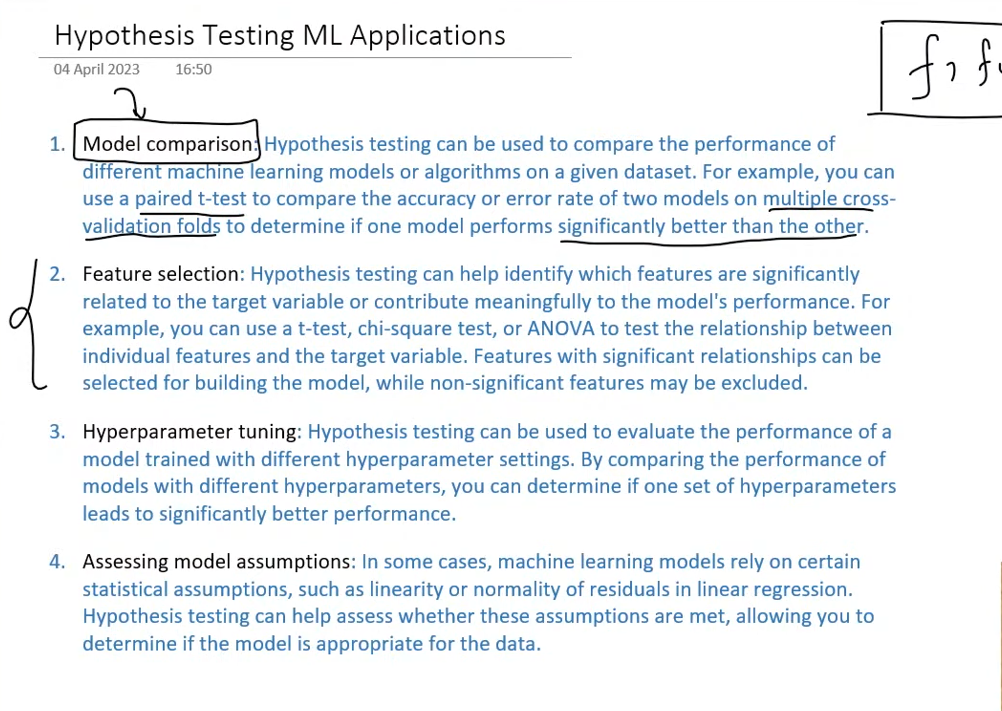 Hypothesis Testing ML Applications
04 April 2023 16:50
f₁ f
1. Model comparison: Hypothesis testing can be used to compare the performance of
different machine learning models or algorithms on a given dataset. For example, you can
use a paired t-test to compare the accuracy or error rate of two models on multiple cross-
validation folds to determine if one model performs significantly better than the other.
2. Feature selection: Hypothesis testing can help identify which features are significantly
related to the target variable or contribute meaningfully to the model's performance. For
example, you can use a t-test, chi-square test, or ANOVA to test the relationship between
individual features and the target variable. Features with significant relationships can be
selected for building the model, while non-significant features may be excluded.
3. Hyperparameter tuning: Hypothesis testing can be used to evaluate the performance of a
model trained with different hyperparameter settings. By comparing the performance of
models with different hyperparameters, you can determine if one set of hyperparameters
leads to significantly better performance.
4. Assessing model assumptions: In some cases, machine learning models rely on certain
statistical assumptions, such as linearity or normality of residuals in linear regression.
Hypothesis testing can help assess whether these assumptions are met, allowing you to
determine if the model is appropriate for the data.